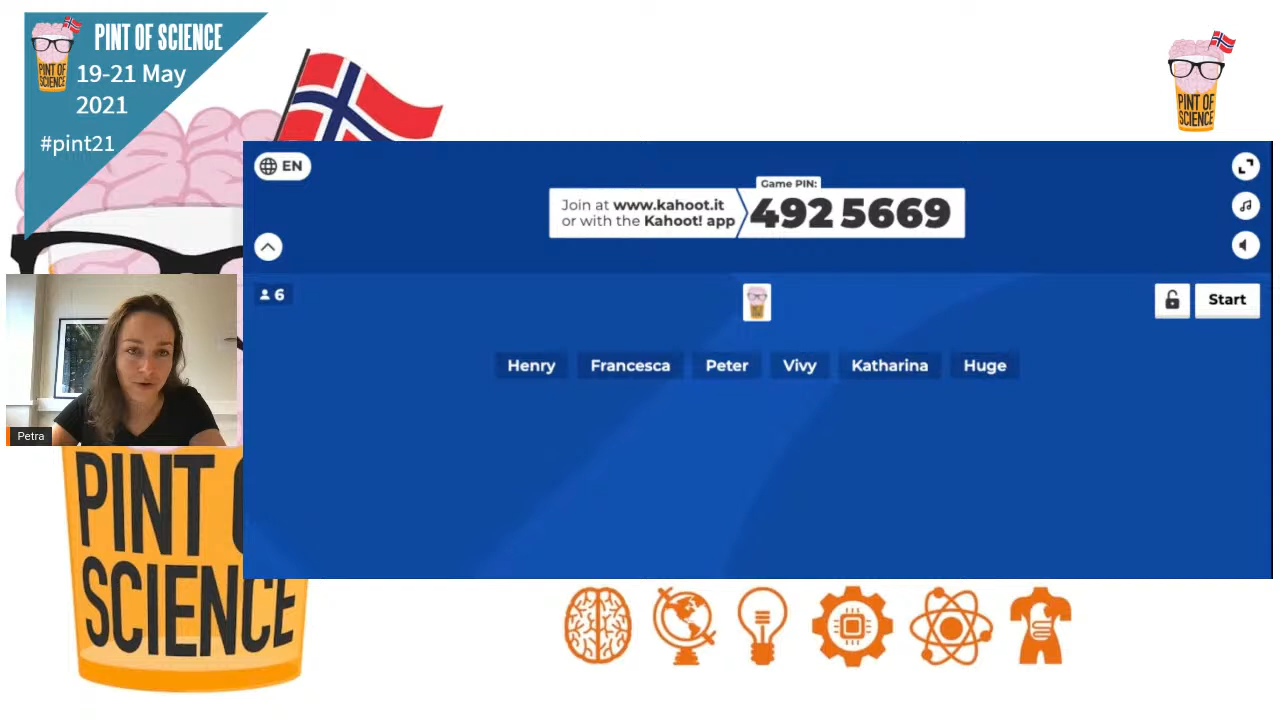 PINT OF SCIENCE
PINT OF
SCIENCE
19-21 May
2021
#pint21
PINT OF
SCIENCE
EN
Join at www.kahoot.it
or with the Kahoot! app
Game PIN:
492 5669
6
Start
Henry Francesca Peter Vivy Katharina Huge
Petra
PINT O
SCIENCE